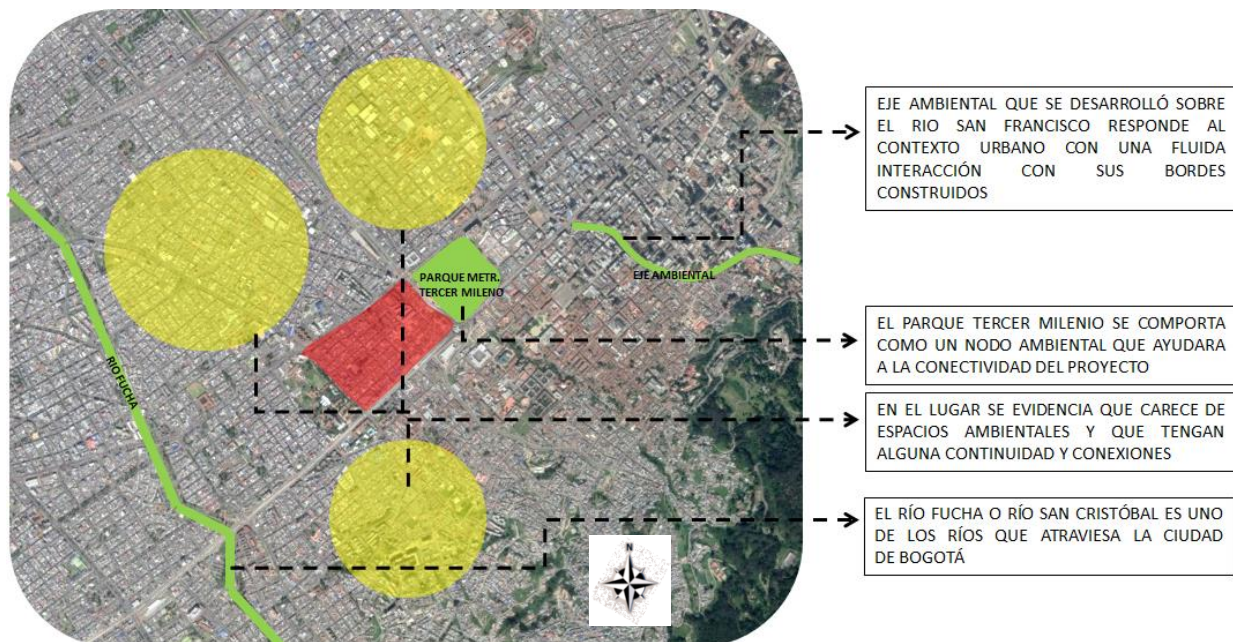 EJE AMBIENTAL QUE SE DESARROLLÓ SOBRE
EL RIO SAN FRANCISCO RESPONDE AL
CONTEXTO URBANO CON UNA FLUIDA
INTERACCIÓN CON SUS BORDES
CONSTRUIDOS
PARQUE METR.
TERCER MILENO
EJE AMBIENTAL
EL PARQUE TERCER MILENIO SE COMPORTA
COMO UN NODO AMBIENTAL QUE AYUDARA
A LA CONECTIVIDAD DEL PROYECTO
RIO FUCHA
EN EL LUGAR SE EVIDENCIA QUE CARECE DE
ESPACIOS AMBIENTALES Y QUE TENGAN
ALGUNA CONTINUIDAD Y CONEXIONES
EL RÍO FUCHA O RÍO SAN CRISTÓBAL ES UNO
DE LOS RÍOS QUE ATRAVIESA LA CIUDAD
DE BOGOTÁ
N